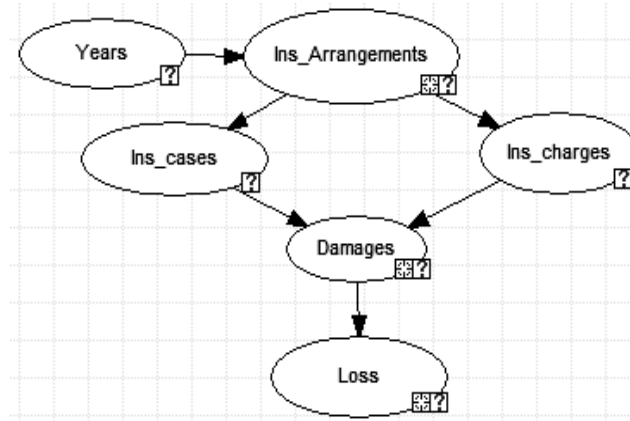 Years
?
Ins_Arrangements
?
Ins_cases
?
Ins_charges
?
Damages
?
Loss
?